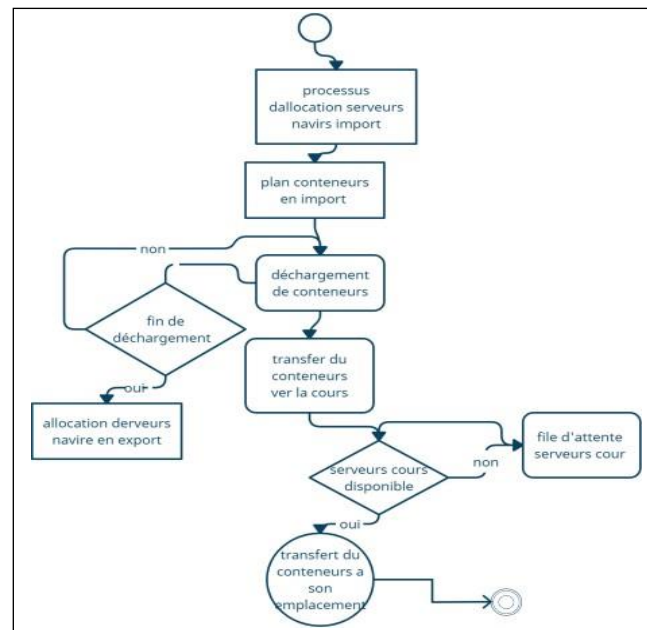 processus
dallocation serveurs
navirs import
plan conteneurs
en import
non
déchargement
de conteneurs
fin de
déchargement
transfer du
conteneurs
ver la cours
oui
allocation derveurs
navire en export
file d'attente
serveurs cour
serveurs cours
disponible
non
oui
transfert du
conteneurs a
son
emplacement